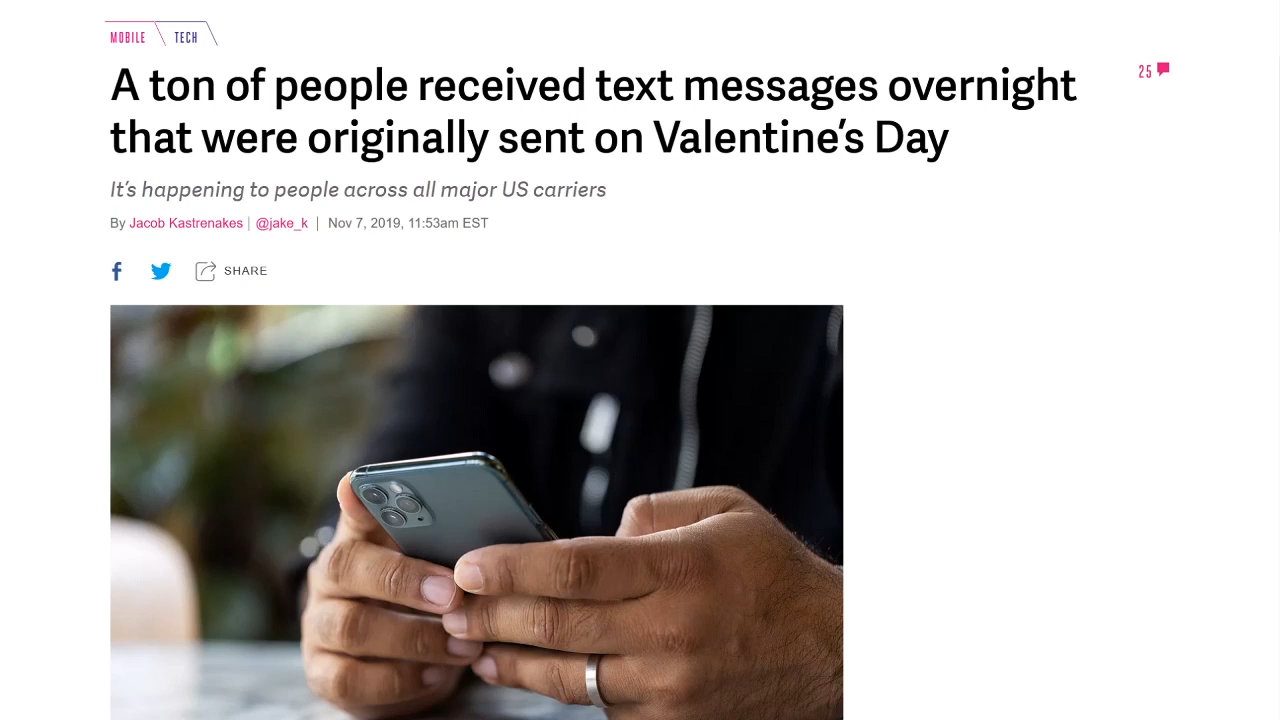 MOBILE TECH
A ton of people received text messages overnight
that were originally sent on Valentine’s Day
25
It’s happening to people across all major US carriers
By Jacob Kastrenakes | @jake_k | Nov 7, 2019, 11:53am EST
SHARE